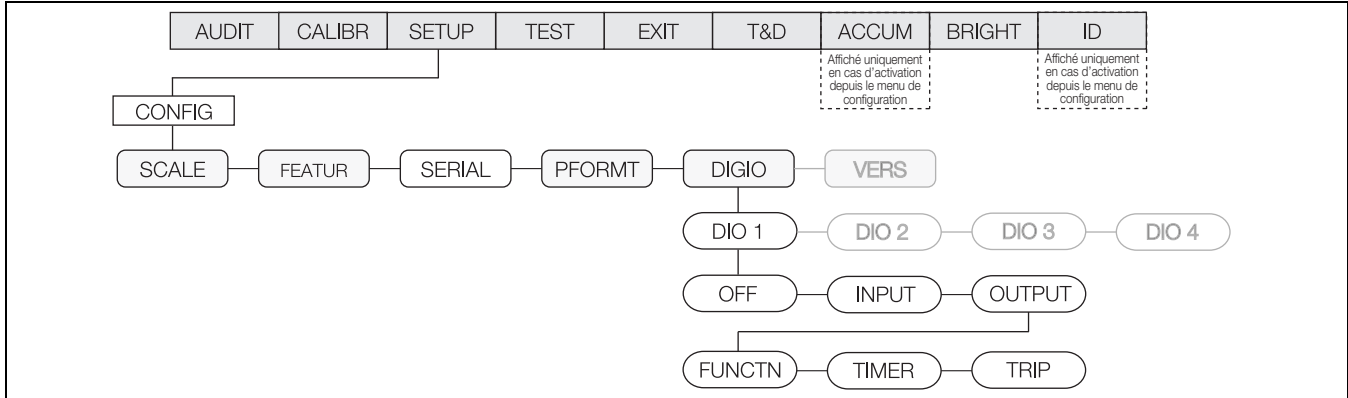 AUDIT CALIBR SETUP TEST EXIT T&D ACCUM BRIGHT ID
Affiché uniquement
en cas d'activation
depuis le menu de
configuration
Affiché uniquement
en cas d'activation
depuis le menu de
configuration
CONFIG
SCALE FEATUR SERIAL PFORMT DIGIO VERS
DIO 1 DIO 2 DIO 3 DIO 4
OFF INPUT OUTPUT
FUNCTN TIMER TRIP